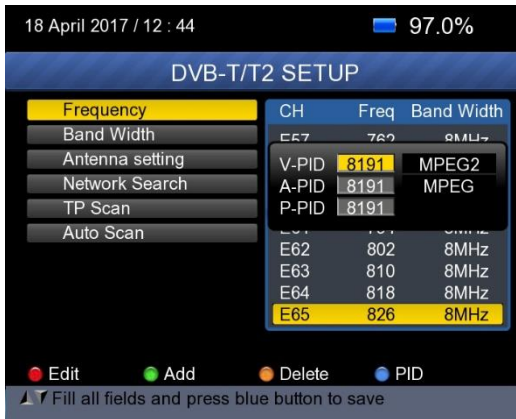 18 April 2017 / 12 : 44 97.0%
DVB-T/T2 SETUP
Frequency
Band Width
Antenna setting
Network Search
TP Scan
Auto Scan
CH Freq Band Width
E57 762 8MHz
V-PID 8191 MPEG2
A-PID 8191 MPEG
P-PID 8191
E62 802 8MHz
E63 810 8MHz
E64 818 8MHz
E65 826 8MHz
Edit Add Delete PID
Fill all fields and press blue button to save